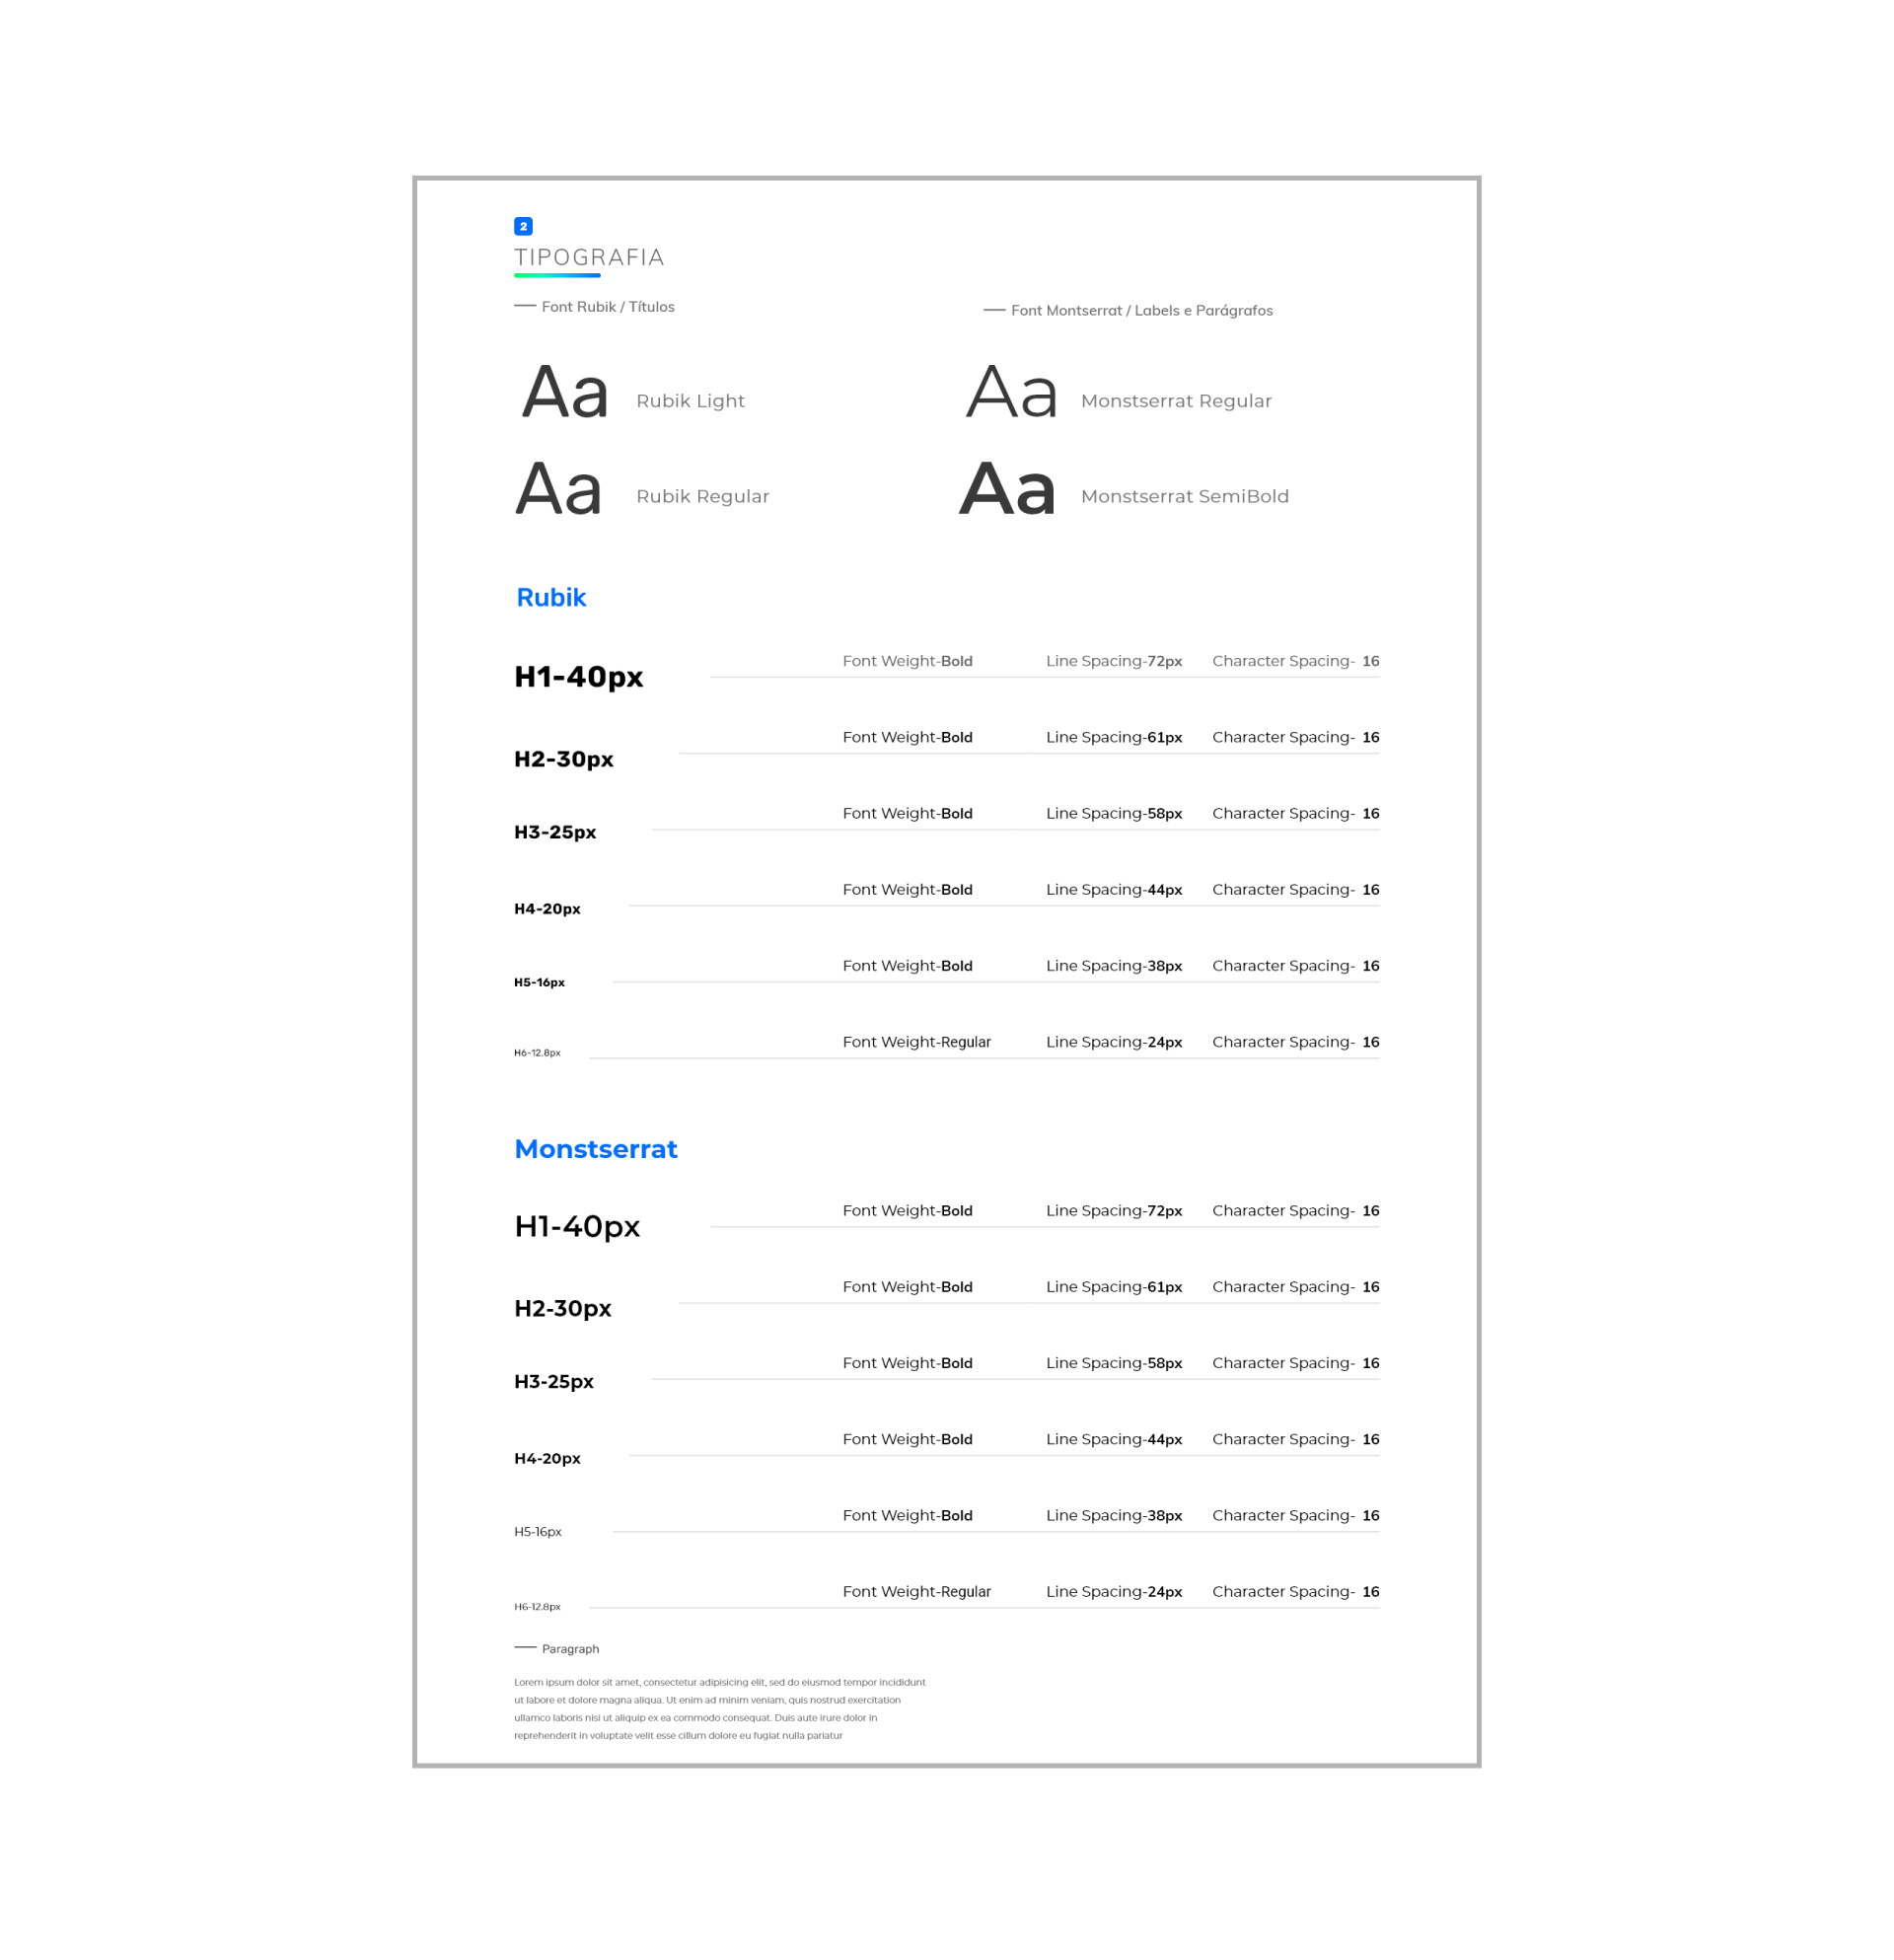 2
TIPOGRAFIA
Font Rubik / Títulos
Font Montserrat / Labels e Parágrafos
Aa Rubik Light
Aa Monstserrat Regular
Aa Rubik Regular
Aa Monstserrat SemiBold
Rubik
H1-40px Font Weight-Bold Line Spacing-72px Character Spacing- 16
H2-30px Font Weight-Bold Line Spacing-61px Character Spacing- 16
H3-25px Font Weight-Bold Line Spacing-58px Character Spacing- 16
H4-20px Font Weight-Bold Line Spacing-44px Character Spacing- 16
H5-16px Font Weight-Bold Line Spacing-38px Character Spacing- 16
H6-12.8px Font Weight-Regular Line Spacing-24px Character Spacing- 16
Monstserrat
H1-40px Font Weight-Bold Line Spacing-72px Character Spacing- 16
H2-30px Font Weight-Bold Line Spacing-61px Character Spacing- 16
H3-25px Font Weight-Bold Line Spacing-58px Character Spacing- 16
H4-20px Font Weight-Bold Line Spacing-44px Character Spacing- 16
H5-16px Font Weight-Bold Line Spacing-38px Character Spacing- 16
H6-12.8px Font Weight-Regular Line Spacing-24px Character Spacing- 16
Paragraph
Lorem ipsum dolor sit amet, consectetur adipisicing elit, sed do eiusmod tempor incididunt
ut labore et dolore magna aliqua. Ut enim ad minim veniam, quis nostrud exercitation
ullamco laboris nisi ut aliquip ex ea commodo consequat. Duis aute irure dolor in
reprehenderit in voluptate velit esse cillum dolore eu fugiat nulla pariatur